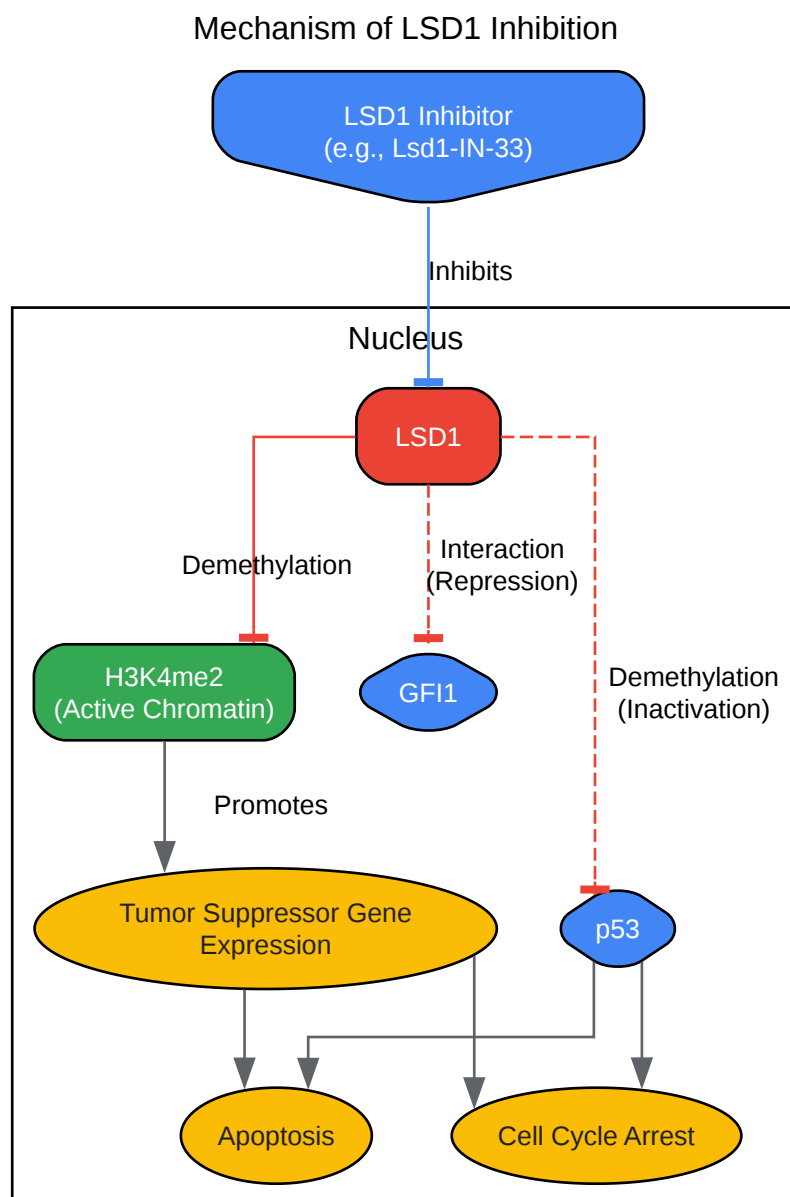 Mechanism of LSD1 Inhibition
LSD1 Inhibitor
(e.g., Lsd1-IN-33)
Inhibits
Nucleus
LSD1
Demethylation
Interaction
(Repression)
H3K4me2
(Active Chromatin)
GFI1
Demethylation
(Inactivation)
Promotes
Tumor Suppressor Gene
Expression
p53
Apoptosis
Cell Cycle Arrest